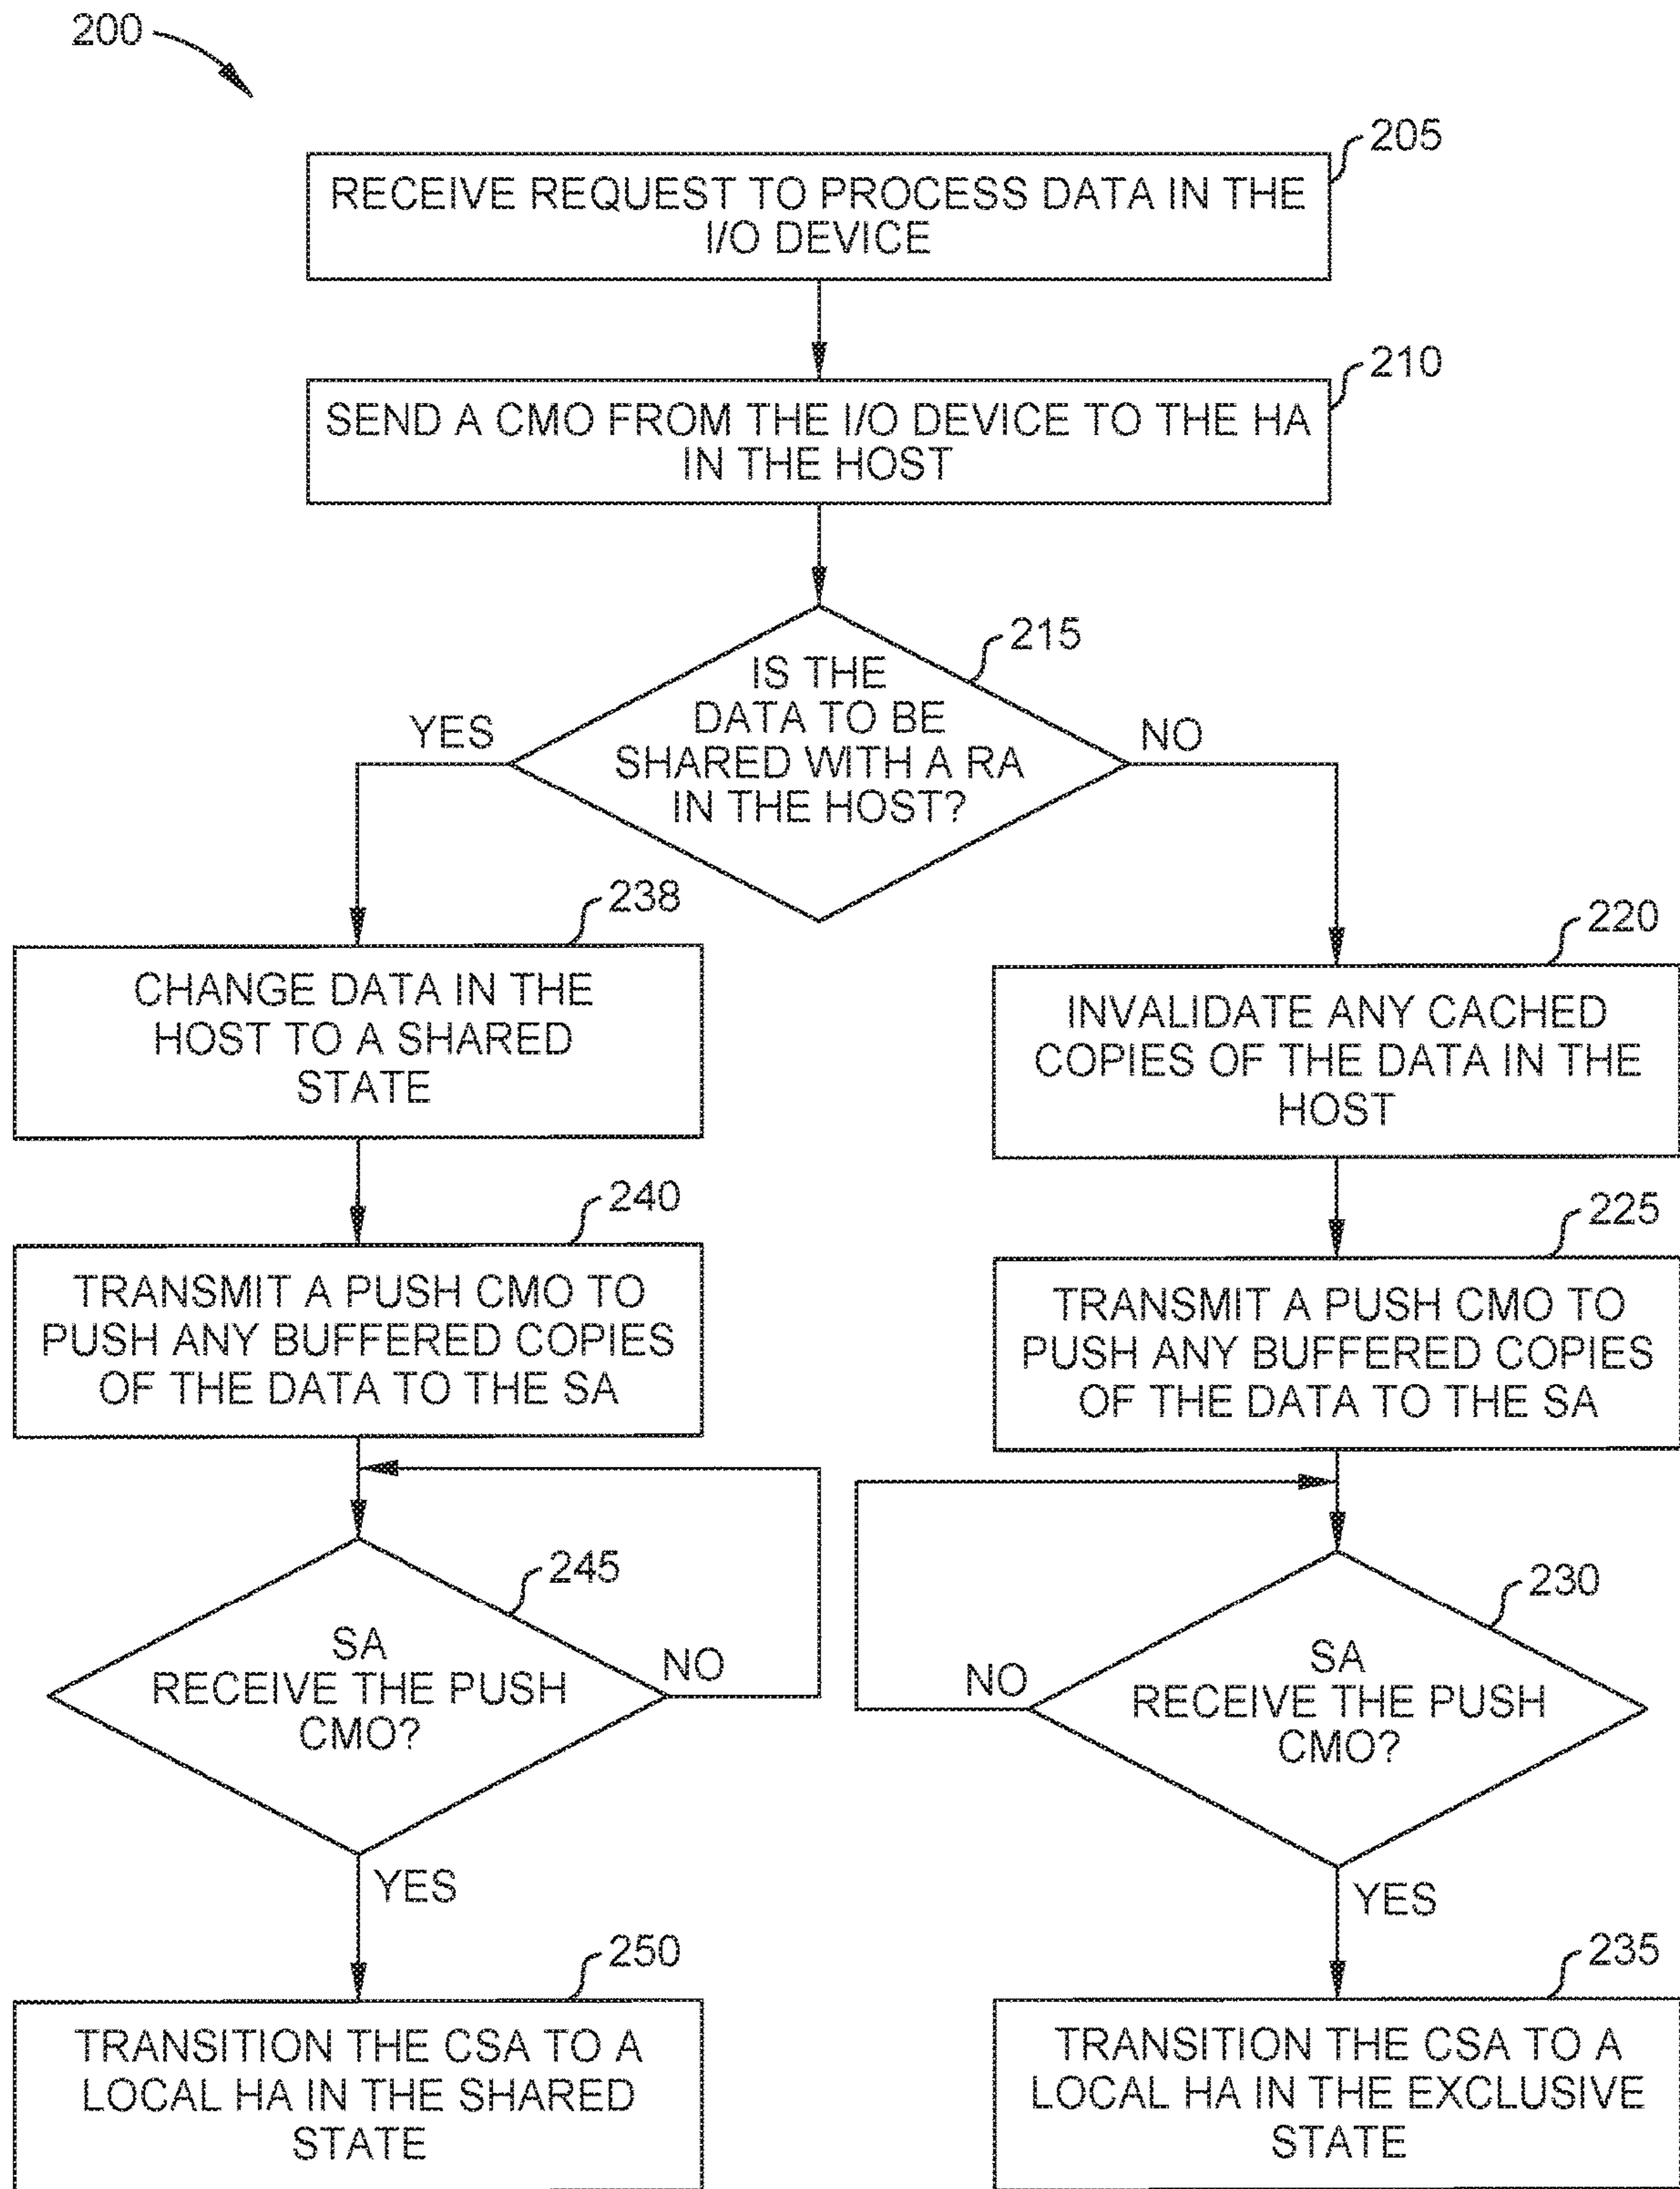 200
205
RECEIVE REQUEST TO PROCESS DATA IN THE
I/O DEVICE
210
SEND A CMO FROM THE I/O DEVICE TO THE HA
IN THE HOST
215
IS THE
DATA TO BE
SHARED WITH A RA
IN THE HOST?
YES
NO
238
CHANGE DATA IN THE
HOST TO A SHARED
STATE
220
INVALIDATE ANY CACHED
COPIES OF THE DATA IN THE
HOST
240
TRANSMIT A PUSH CMO TO
PUSH ANY BUFFERED COPIES
OF THE DATA TO THE SA
225
TRANSMIT A PUSH CMO TO
PUSH ANY BUFFERED COPIES
OF THE DATA TO THE SA
245
SA
RECEIVE THE PUSH
CMO?
NO
YES
230
SA
RECEIVE THE PUSH
CMO?
NO
YES
250
TRANSITION THE CSA TO A
LOCAL HA IN THE SHARED
STATE
235
TRANSITION THE CSA TO A
LOCAL HA IN THE EXCLUSIVE
STATE